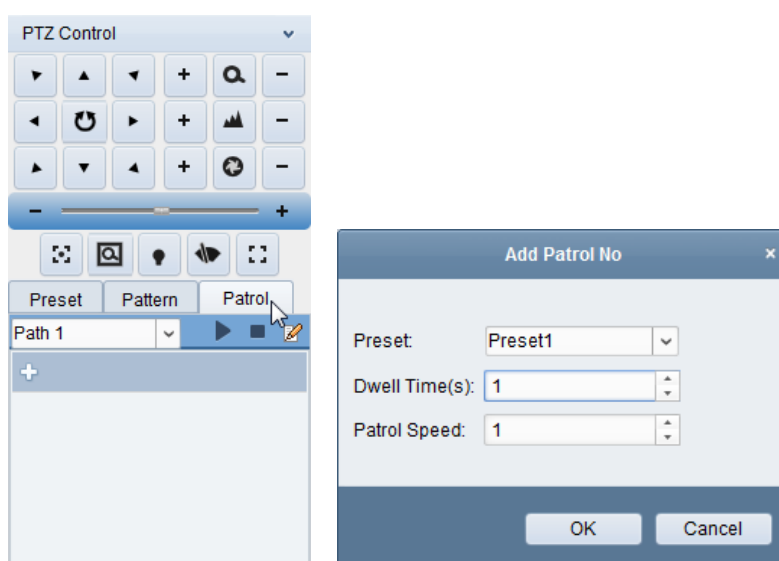 PTZ Control
Preset Pattern Patrol
Path 1
Add Patrol No
Preset: Preset1
Dwell Time(s): 1
Patrol Speed: 1
OK Cancel